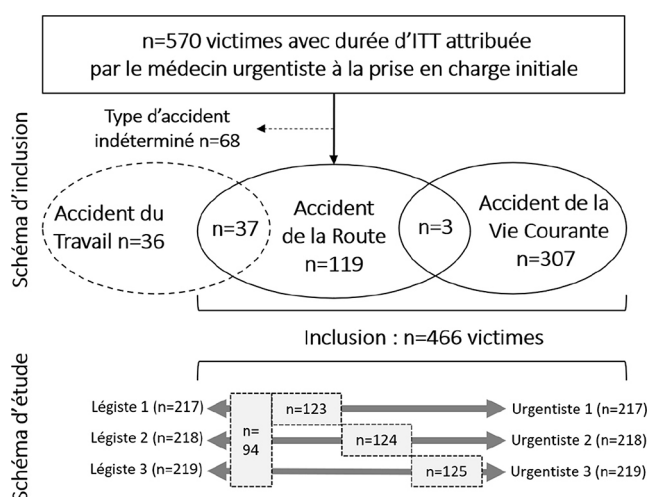 n=570 victimes avec durée d’ITT attribuée
par le médecin urgentiste à la prise en charge initiale
Type d’accident
indéterminé n=68
Schéma d’inclusion
Accident du
Travail n=36
n=37
Accident
de la Route
n=119
n=3
Accident de la
Vie Courante
n=307
Inclusion : n=466 victimes
Schéma d’étude
Légiste 1 (n=217)
n=123
Urgentiste 1 (n=217)
n=
94
Légiste 2 (n=218)
n=124
Urgentiste 2 (n=218)
Légiste 3 (n=219)
n=125
Urgentiste 3 (n=219)